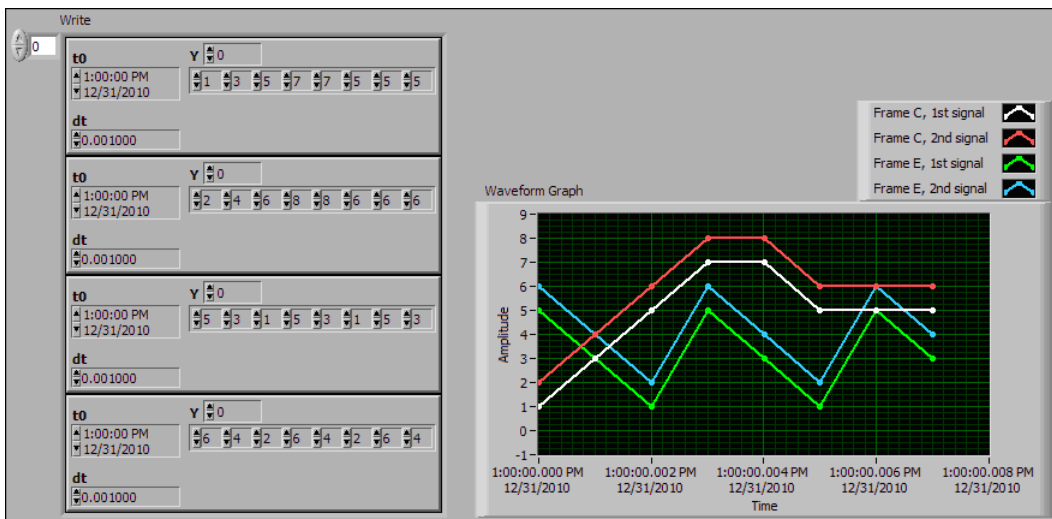 Write
0
t0
Y 0
1:00:00 PM
12/31/2010
1 3 5 7 7 5 5 5
dt
0.001000
t0
Y 0
1:00:00 PM
12/31/2010
2 4 6 8 8 6 6 6
dt
0.001000
t0
Y 0
1:00:00 PM
12/31/2010
5 3 1 5 3 1 5 3
dt
0.001000
t0
Y 0
1:00:00 PM
12/31/2010
6 4 2 6 4 2 6 4
dt
0.001000
Frame C, 1st signal
Frame C, 2nd signal
Frame E, 1st signal
Frame E, 2nd signal
Waveform Graph
Amplitude
9
8
7
6
5
4
3
2
1
0
-1
1:00:00.000 PM 1:00:00.002 PM 1:00:00.004 PM 1:00:00.006 PM 1:00:00.008 PM
12/31/2010 12/31/2010 12/31/2010 12/31/2010 12/31/2010
Time